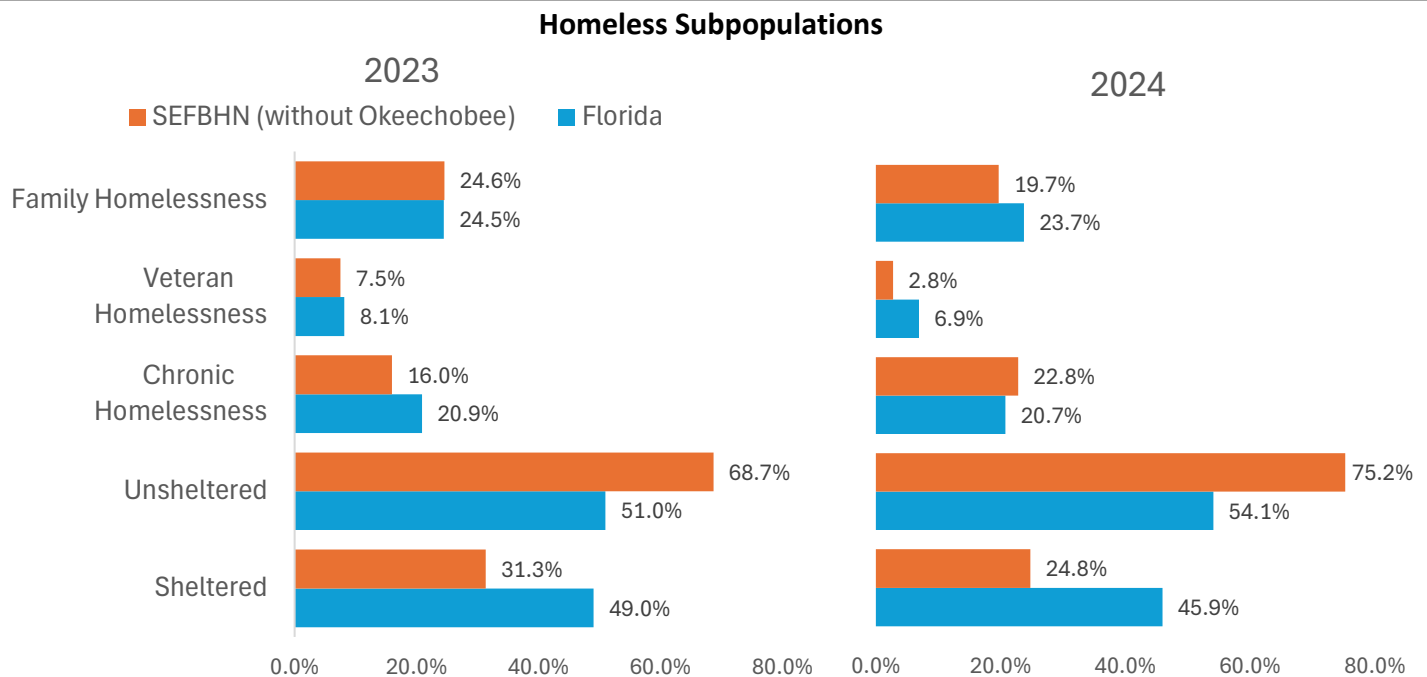 Homeless Subpopulations
2023
SEFBHN (without Okeechobee) Florida
Family Homelessness
24.6%
24.5%
Veteran
Homelessness
7.5%
8.1%
Chronic
Homelessness
16.0%
20.9%
Unsheltered
68.7%
51.0%
Sheltered
31.3%
49.0%
0.0% 20.0% 40.0% 60.0% 80.0%
2024
19.7%
23.7%
2.8%
6.9%
22.8%
20.7%
75.2%
54.1%
24.8%
45.9%
0.0% 20.0% 40.0% 60.0% 80.0%